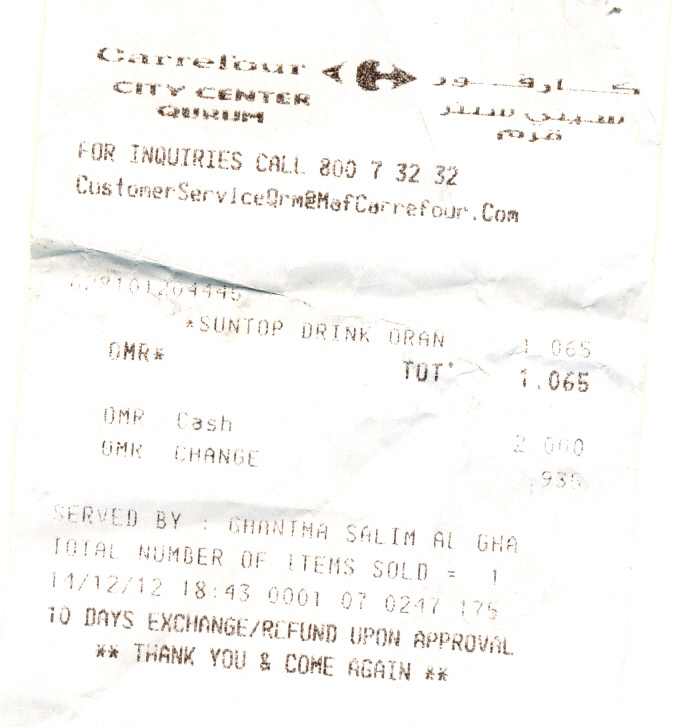 Carrefour كارفور
CITY CENTER سيتي سنتر
QURUM قرم
FOR INQUIRIES CALL 800 7 32 32
CustomerServiceQrm@MafCarrefour.Com
*SUNTOP DRINK ORAN 1.065
OMR* TOT' 1.065
OMR Cash 2.000
OMR CHANGE .935
SERVED BY : GHANIMA SALIM AL GHA
TOTAL NUMBER OF ITEMS SOLD = 1
14/12/12 18:43 0001 07 0247 175
10 DAYS EXCHANGE/REFUND UPON APPROVAL
** THANK YOU & COME AGAIN **